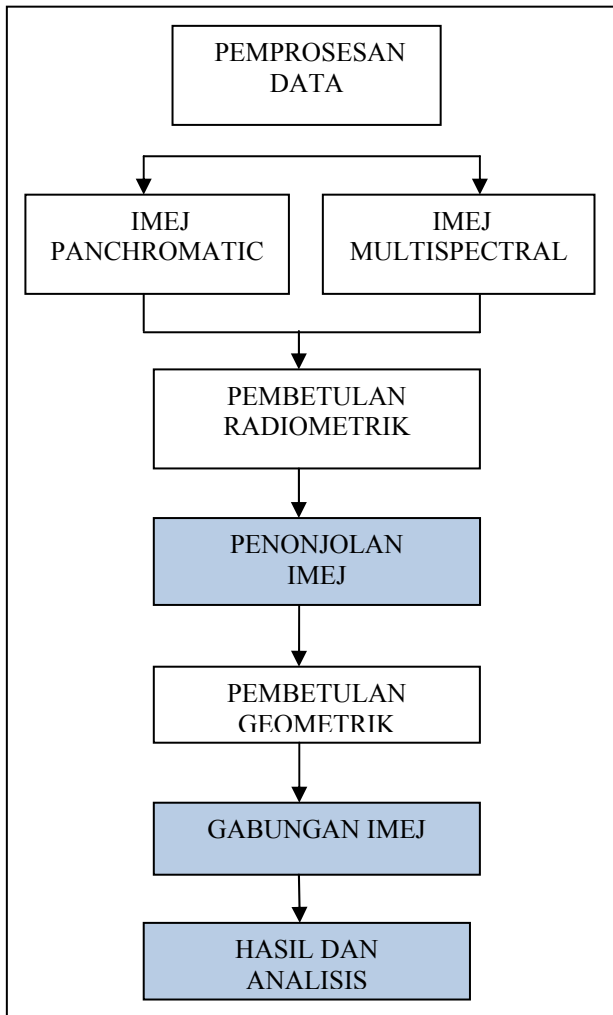 PEMPROSESAN
DATA
IMEJ
PANCHROMATIC
IMEJ
MULTISPECTRAL
PEMBETULAN
RADIOMETRIK
PENONJOLAN
IMEJ
PEMBETULAN
GEOMETRIK
GABUNGAN IMEJ
HASIL DAN
ANALISIS